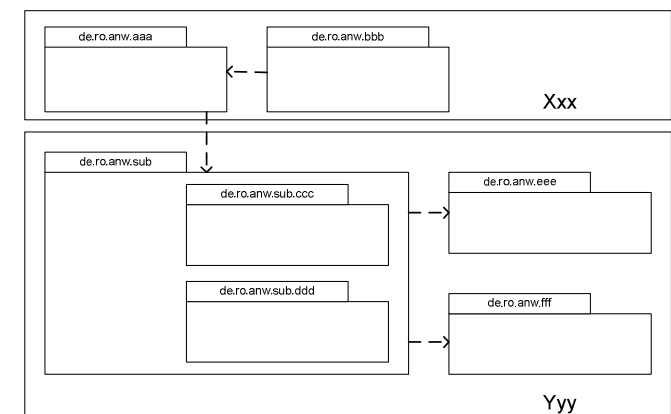 de.ro.anw.aaa
de.ro.anw.bbb
Xxx
de.ro.anw.sub
de.ro.anw.sub.ccc
de.ro.anw.eee
de.ro.anw.sub.ddd
de.ro.anw.fff
Yyy